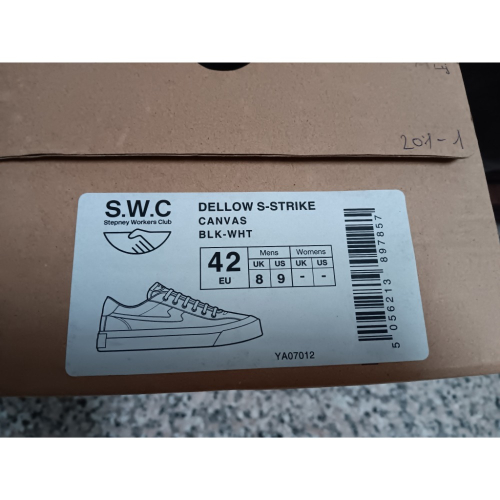 201-1
S.W.C
Stepney Workers Club
DELLOW S-STRIKE
CANVAS
BLK-WHT
42
EU
Mens Womens
UK US UK US
8 9 - -
YA07012
5 056213 897857